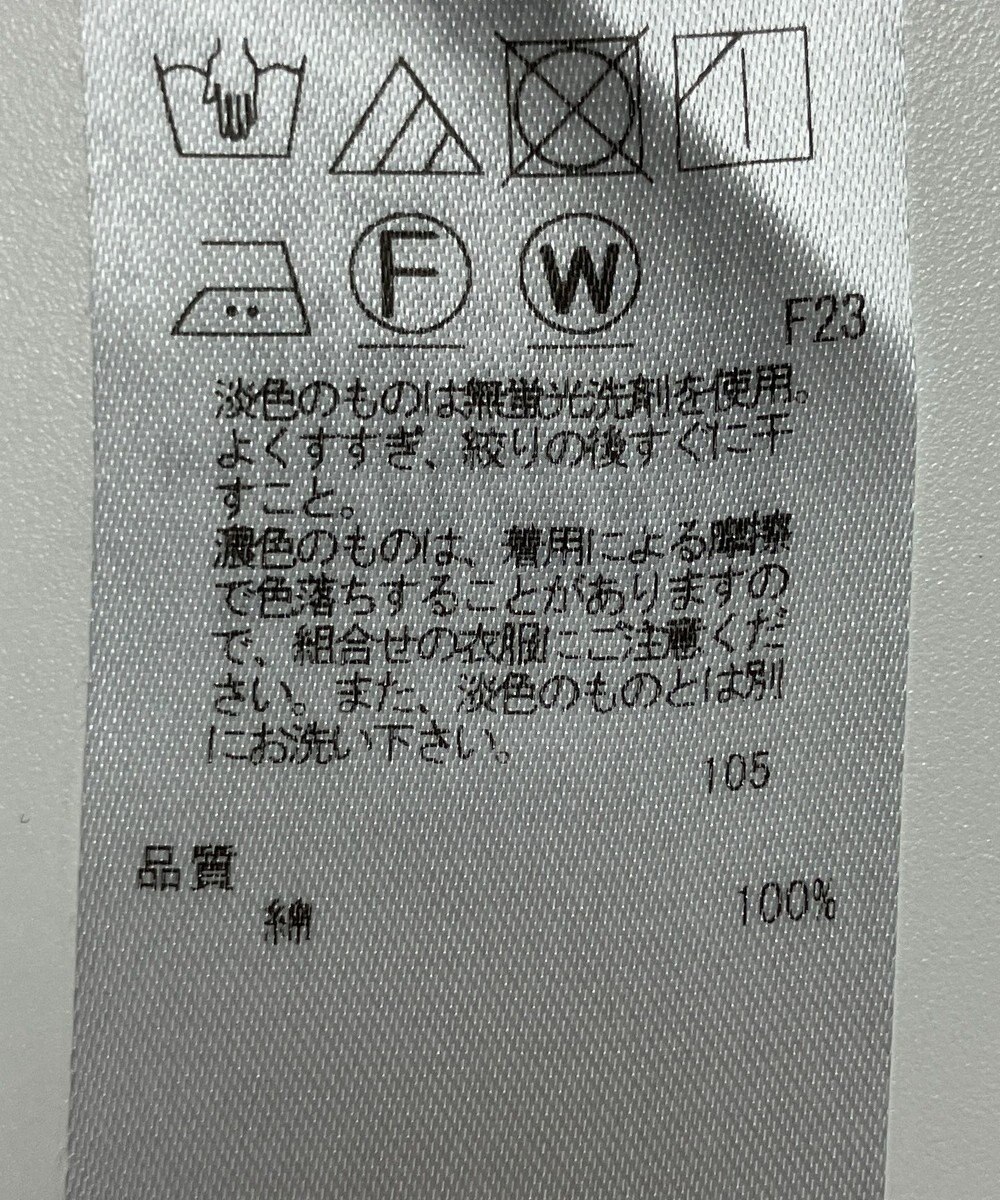 F W
F23
淡色のものは無蛍光洗剤を使用。
よくすすぎ、絞りの後すぐに干
すこと。
濃色のものは、着用による摩擦
で色落ちすることがありますの
で、組合せの衣服にご注意くだ
さい。また、淡色のものとは別
にお洗い下さい。
105
品質
綿 100%